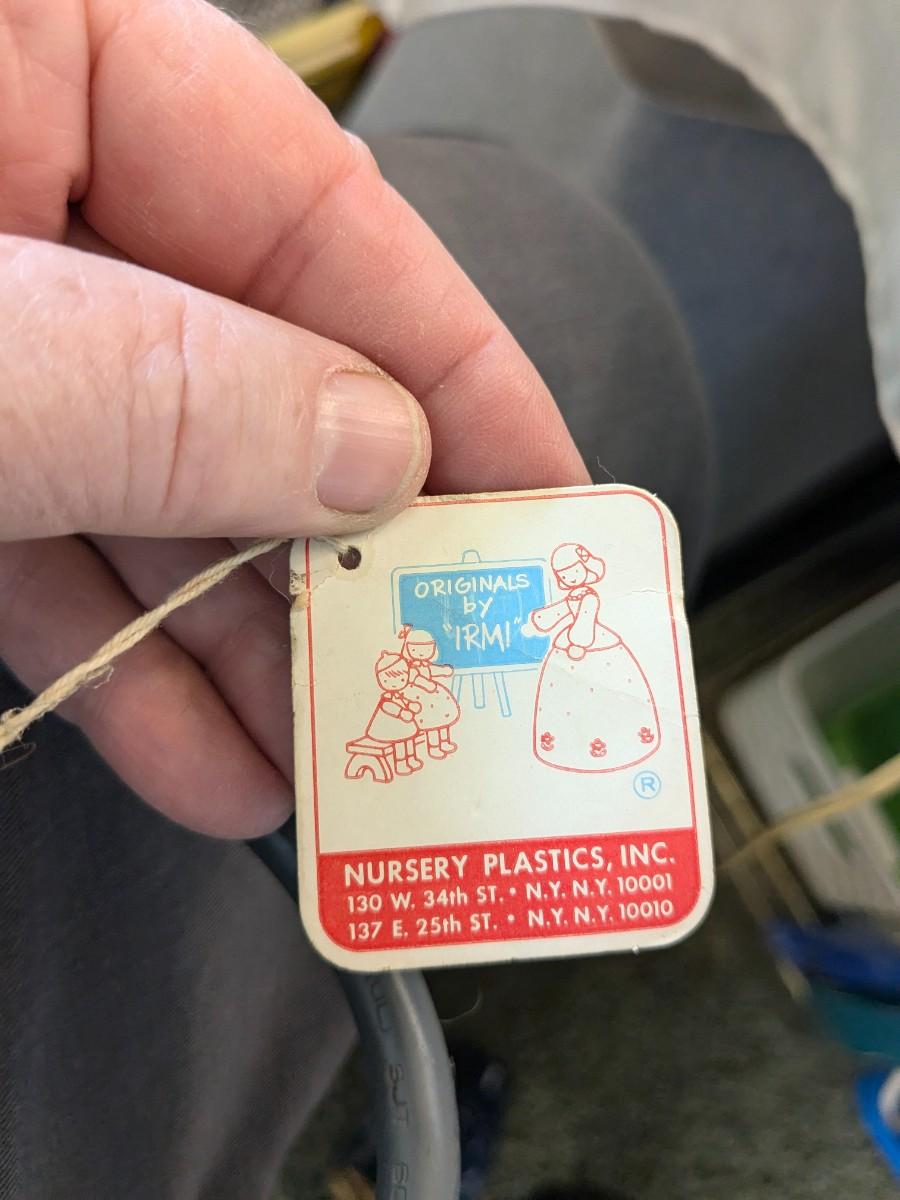 ORIGINALS
by
"IRMI"
®
NURSERY PLASTICS, INC.
130 W. 34th ST. • N.Y. N.Y. 10001
137 E. 25th ST. • N.Y. N.Y. 10010